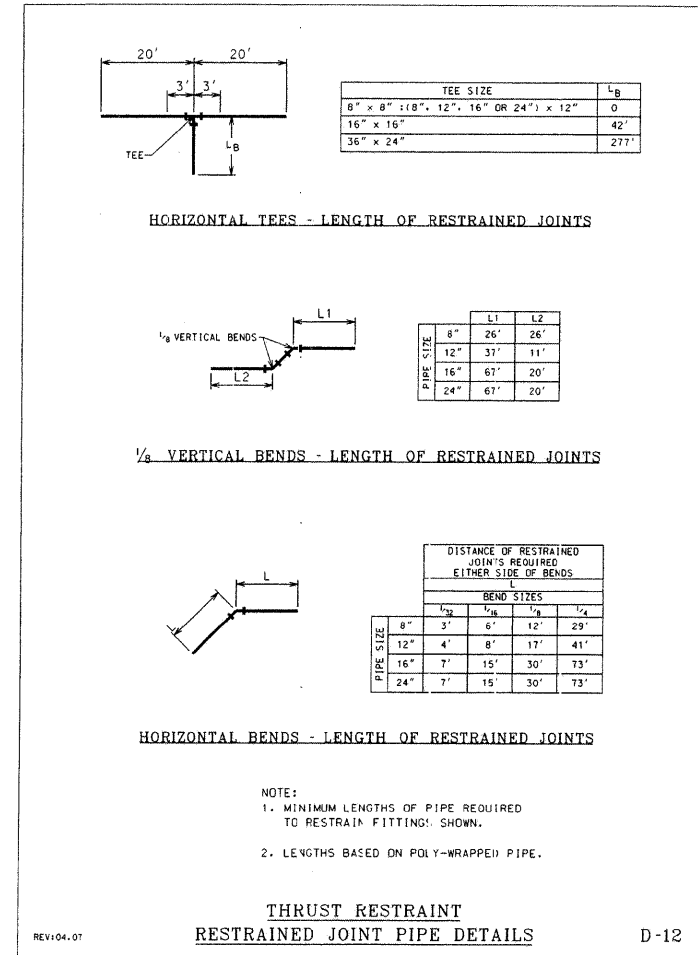 20' 20'
3' 3'
TEE
LB
TEE SIZE LB
8" x 8" ;(8", 12", 16" OR 24") x 12" 0
16" x 16" 42'
36" x 24" 277'
HORIZONTAL TEES - LENGTH OF RESTRAINED JOINTS
L1
1/8 VERTICAL BENDS
L2
L1 L2
PIPE SIZE
8" 26' 26'
12" 37' 11'
16" 67' 20'
24" 67' 20'
1/8 VERTICAL BENDS - LENGTH OF RESTRAINED JOINTS
L
L
DISTANCE OF RESTRAINED
JOINTS REQUIRED
EITHER SIDE OF BENDS
L
BEND SIZES
1/32 1/16 1/8 1/4
PIPE SIZE
8" 3' 6' 12' 29'
12" 4' 8' 17' 41'
16" 7' 15' 30' 73'
24" 7' 15' 30' 73'
HORIZONTAL BENDS - LENGTH OF RESTRAINED JOINTS
NOTE:
1. MINIMUM LENGTHS OF PIPE REQUIRED
TO RESTRAIN FITTINGS SHOWN.
2. LENGTHS BASED ON POLY-WRAPPED PIPE.
THRUST RESTRAINT
RESTRAINED JOINT PIPE DETAILS
REV:04.07
D-12